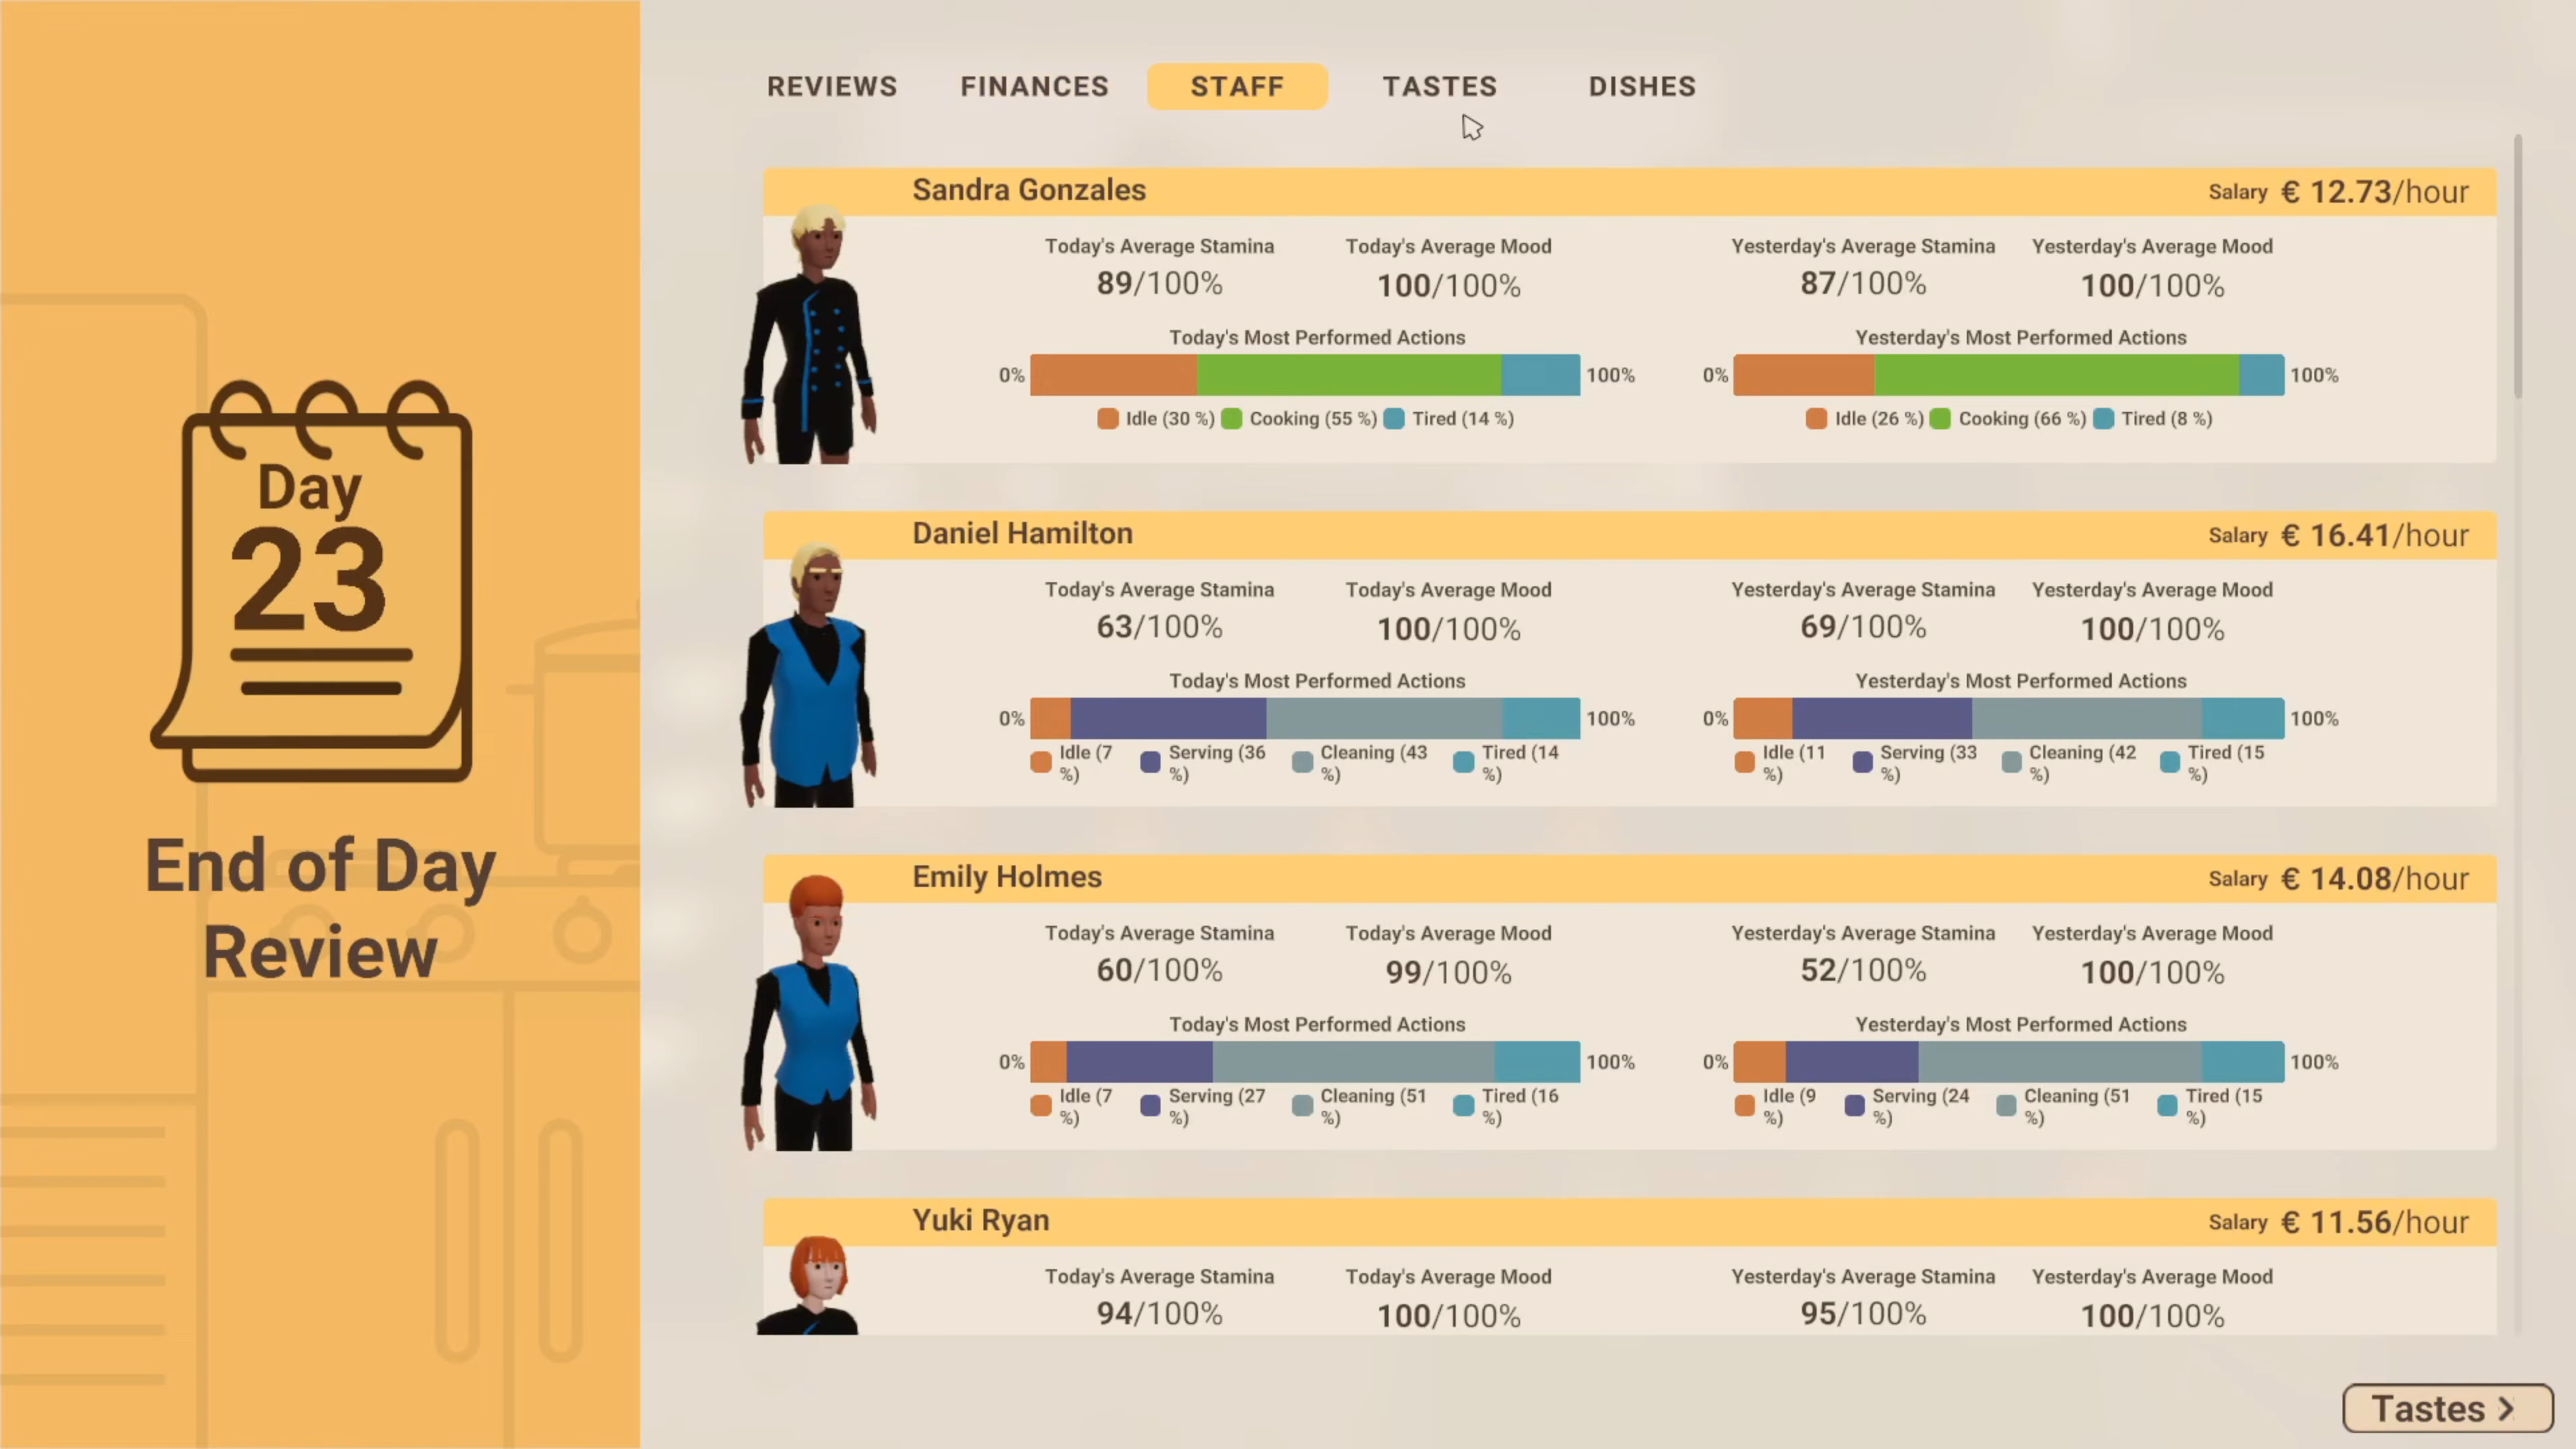 REVIEWS FINANCES STAFF TASTES DISHES
Day
23
End of Day
Review
Sandra Gonzales Salary € 12.73/hour
Today's Average Stamina Today's Average Mood Yesterday's Average Stamina Yesterday's Average Mood
89/100% 100/100% 87/100% 100/100%
Today's Most Performed Actions Yesterday's Most Performed Actions
0% 100% 0% 100%
Idle (30 %) Cooking (55 %) Tired (14 %) Idle (26 %) Cooking (66 %) Tired (8 %)
Daniel Hamilton Salary € 16.41/hour
Today's Average Stamina Today's Average Mood Yesterday's Average Stamina Yesterday's Average Mood
63/100% 100/100% 69/100% 100/100%
Today's Most Performed Actions Yesterday's Most Performed Actions
0% 100% 0% 100%
Idle (7 Serving (36 Cleaning (43 Tired (14 Idle (11 Serving (33 Cleaning (42 Tired (15
%) %) %) %) %) %) %) %)
Emily Holmes Salary € 14.08/hour
Today's Average Stamina Today's Average Mood Yesterday's Average Stamina Yesterday's Average Mood
60/100% 99/100% 52/100% 100/100%
Today's Most Performed Actions Yesterday's Most Performed Actions
0% 100% 0% 100%
Idle (7 Serving (27 Cleaning (51 Tired (16 Idle (9 Serving (24 Cleaning (51 Tired (15
%) %) %) %) %) %) %) %)
Yuki Ryan Salary € 11.56/hour
Today's Average Stamina Today's Average Mood Yesterday's Average Stamina Yesterday's Average Mood
94/100% 100/100% 95/100% 100/100%
Tastes >